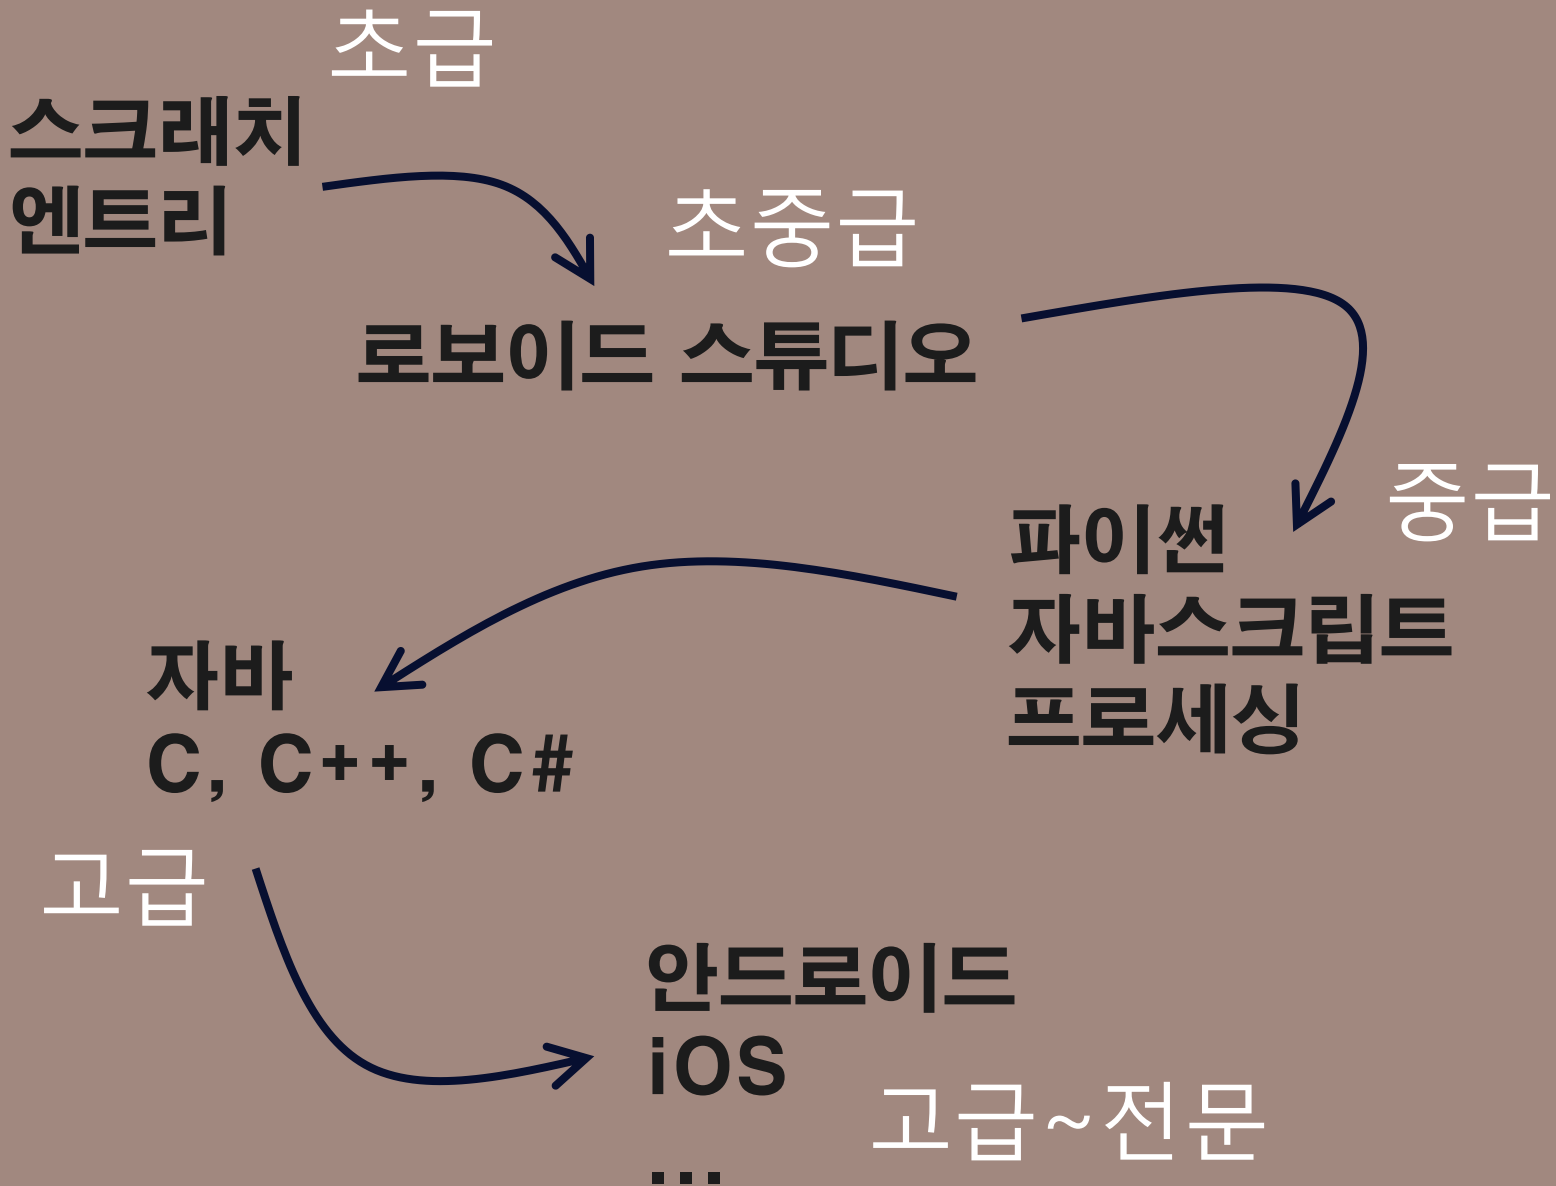 초급
스크래치
엔트리
초중급
로보이드 스튜디오
중급
파이썬
자바스크립트
프로세싱
자바
C, C++, C#
고급
안드로이드
iOS
고급~전문
...